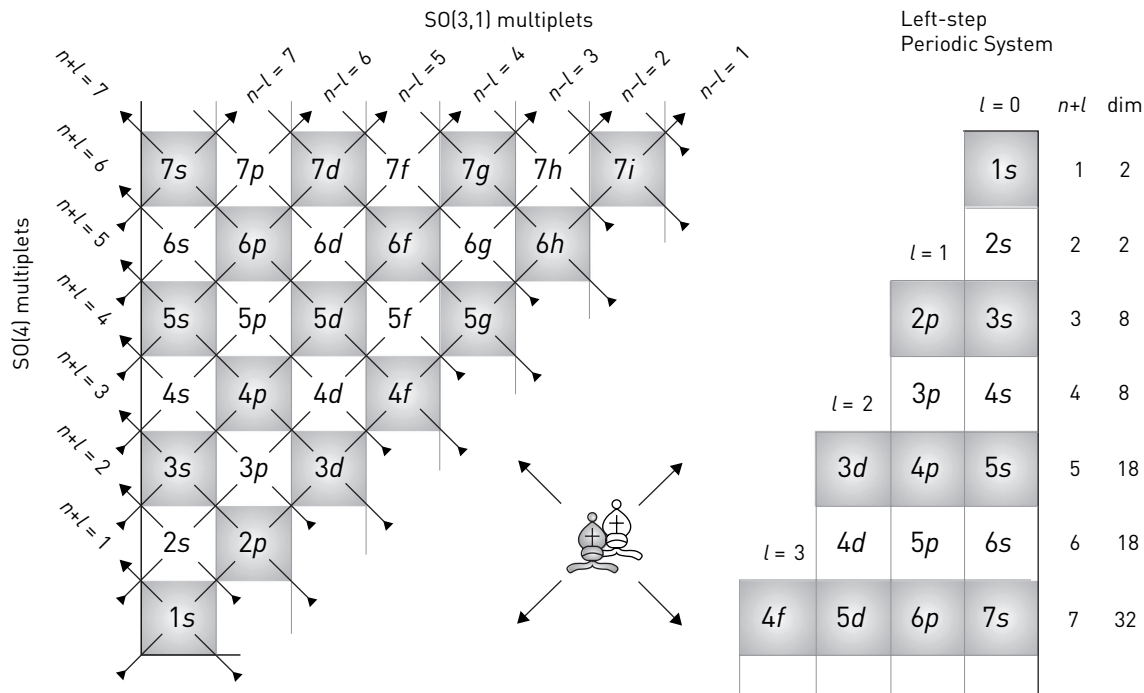 SO(3,1) multiplets
n–l = 7
n–l = 6
n–l = 5
n–l = 4
n–l = 3
n–l = 2
n–l = 1
SO(4) multiplets
n+l = 7
n+l = 6
n+l = 5
n+l = 4
n+l = 3
n+l = 2
n+l = 1
7s 7p 7d 7f 7g 7h 7i
6s 6p 6d 6f 6g 6h
5s 5p 5d 5f 5g
4s 4p 4d 4f
3s 3p 3d
2s 2p
1s
Left-step
Periodic System
l = 0 n+l dim
1s 1 2
2s 2 2
l = 1
2p 3s 3 8
3p 4s 4 8
l = 2
3d 4p 5s 5 18
4d 5p 6s 6 18
l = 3
4f 5d 6p 7s 7 32